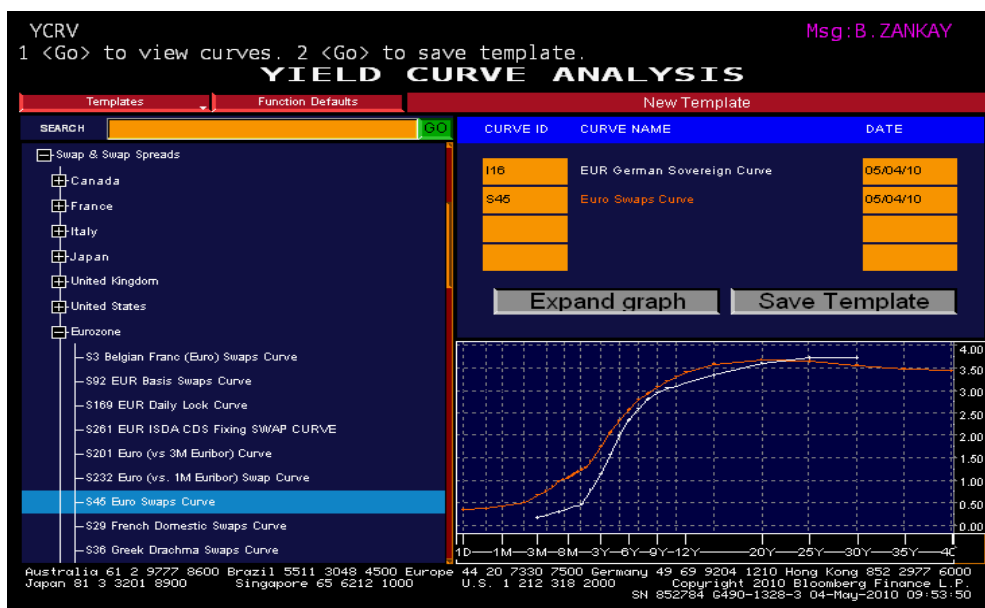 YCRV Msg:B.ZANKAY
1 <Go> to view curves. 2 <Go> to save template.
YIELD CURVE ANALYSIS
Templates Function Defaults New Template
SEARCH GO CURVE ID CURVE NAME DATE
Swap & Swap Spreads
Canada
France
Italy
Japan
United Kingdom
United States
Eurozone
S3 Belgian Franc (Euro) Swaps Curve
S92 EUR Basis Swaps Curve
S169 EUR Daily Lock Curve
S261 EUR ISDA CDS Fixing SWAP CURVE
S201 Euro (vs 3M Euribor) Curve
S232 Euro (vs. 1M Euribor) Swap Curve
S45 Euro Swaps Curve
S29 French Domestic Swaps Curve
S36 Greek Drachma Swaps Curve
I16 EUR German Sovereign Curve 05/04/10
S45 Euro Swaps Curve 05/04/10
Expand graph Save Template
4.00
3.50
3.00
2.50
2.00
1.50
1.00
0.50
0.00
1D 1M 3M 8M 3Y 6Y 9Y 12Y 20Y 25Y 30Y 35Y 40
Australia 61 2 9777 8600 Brazil 5511 3048 4500 Europe 44 20 7330 7500 Germany 49 69 9204 1210 Hong Kong 852 2977 6000
Japan 81 3 3201 8900 Singapore 65 6212 1000 U.S. 1 212 318 2000 Copyright 2010 Bloomberg Finance L.P.
SN 852784 G490-1328-3 04-May-2010 09:53:50